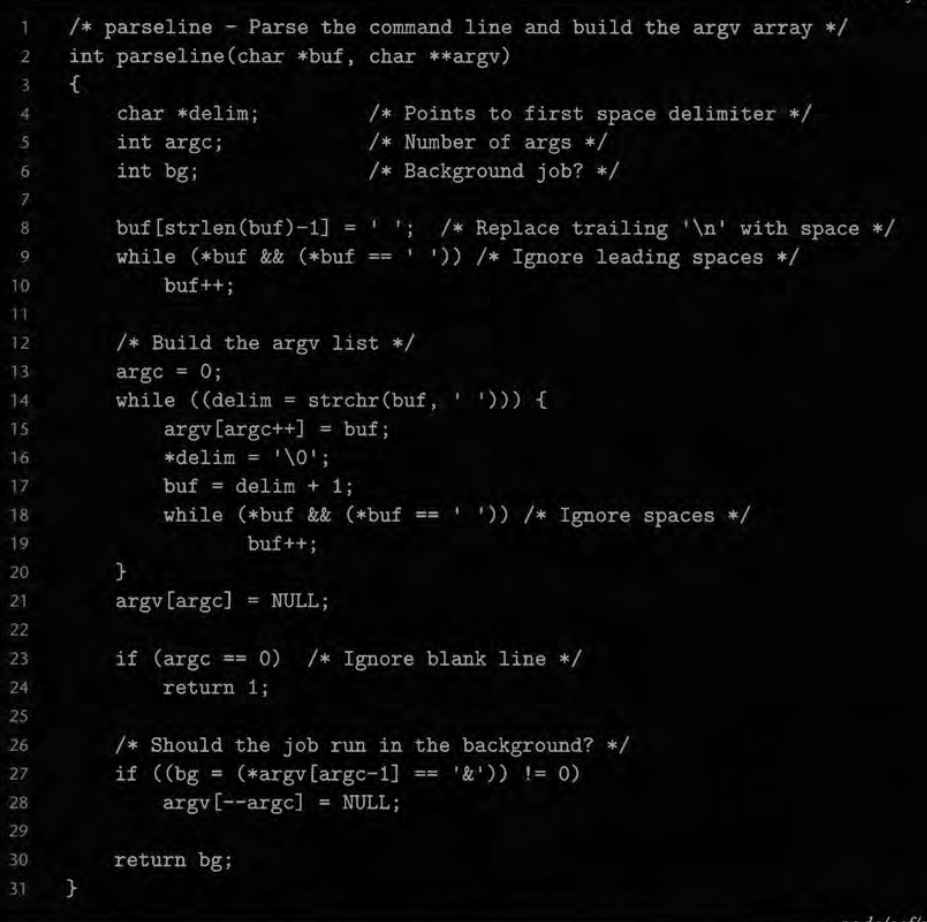 1 /* parseline - Parse the command line and build the argv array */
2 int parseline(char *buf, char **argv)
3 {
4     char *delim;         /* Points to first space delimiter */
5     int argc;            /* Number of args */
6     int bg;              /* Background job? */
7
8     buf[strlen(buf)-1] = ' ';  /* Replace trailing '\n' with space */
9     while (*buf && (*buf == ' ')) /* Ignore leading spaces */
10         buf++;
11
12     /* Build the argv list */
13     argc = 0;
14     while ((delim = strchr(buf, ' '))) {
15         argv[argc++] = buf;
16         *delim = '\0';
17         buf = delim + 1;
18         while (*buf && (*buf == ' ')) /* Ignore spaces */
19                buf++;
20     }
21     argv[argc] = NULL;
22
23     if (argc == 0)  /* Ignore blank line */
24         return 1;
25
26     /* Should the job run in the background? */
27     if ((bg = (*argv[argc-1] == '&')) != 0)
28         argv[--argc] = NULL;
29
30     return bg;
31 }